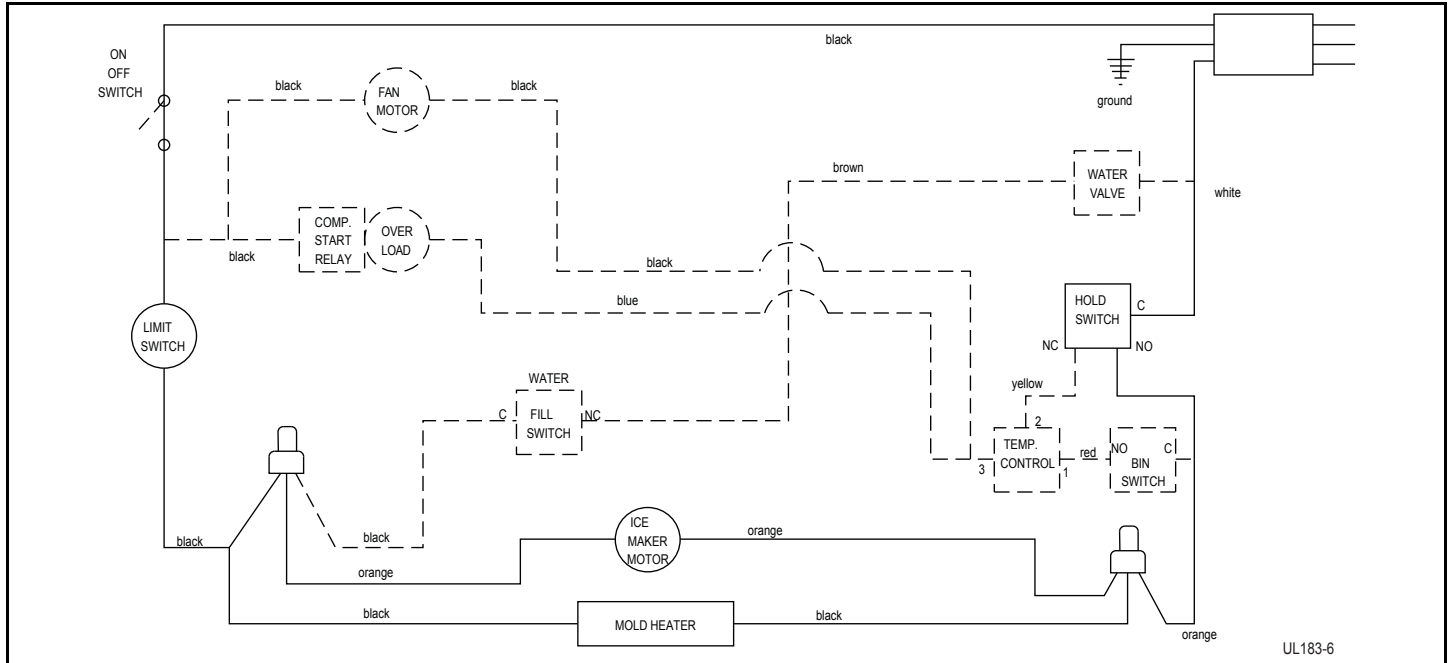 black
ON
OFF
SWITCH
ground
black
FAN
MOTOR
black
brown
WATER
VALVE
white
COMP.
START
RELAY
OVER
LOAD
black
black
blue
HOLD
SWITCH
C
NC
NO
LIMIT
SWITCH
WATER
FILL
SWITCH
C
NC
yellow
2
TEMP.
CONTROL
3
1
red
NO
C
BIN
SWITCH
black
black
orange
ICE
MAKER
MOTOR
orange
black
MOLD HEATER
black
orange
UL183-6